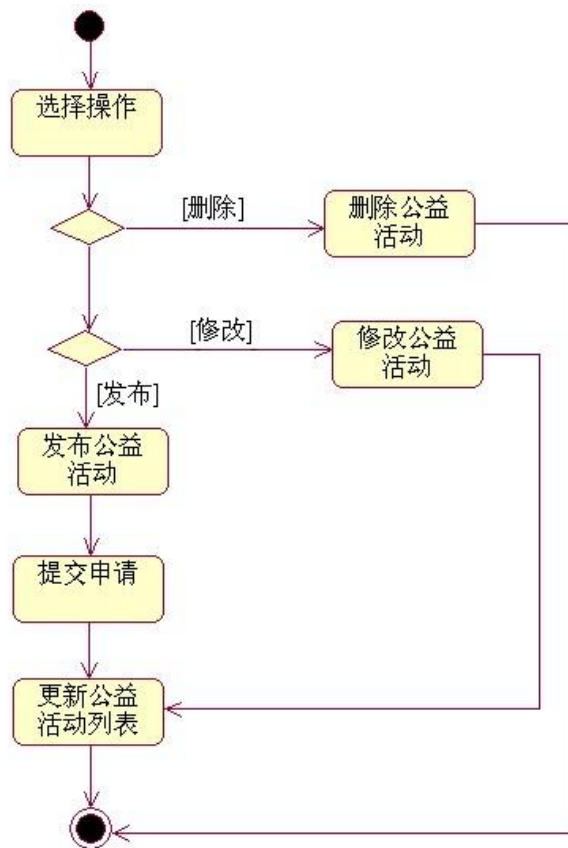 选择操作
[删除]
删除公益
活动
[修改]
修改公益
活动
[发布]
发布公益
活动
提交申请
更新公益
活动列表